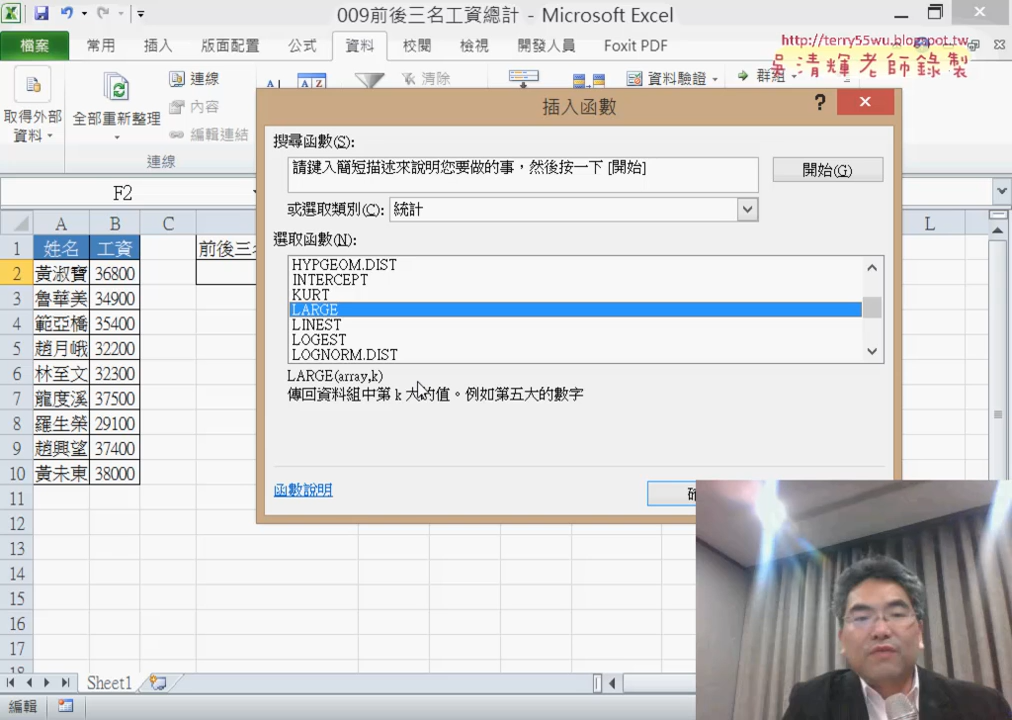 009前後三名工資總計 - Microsoft Excel
http://terry55wu.blogspot.tw
吳清輝老師錄製
檔案 常用 插入 版面配置 公式 資料 校閱 檢視 開發人員 Foxit PDF
取得外部資料 全部重新整理 連線 內容 編輯連結 清除 資料驗證 群組
連線
F2
插入函數
搜尋函數(S):
請鍵入簡短描述來說明您要做的事，然後按一下 [開始]
開始(G)
或選取類別(C): 統計
選取函數(N):
HYPGEOM.DIST
INTERCEPT
KURT
LARGE
LINEST
LOGEST
LOGNORM.DIST
LARGE(array,k)
傳回資料組中第 k 大的值。例如第五大的數字
函數說明
A B C L
1 姓名 工資 前後三名
2 黃淑寶 36800
3 魯華美 34900
4 範亞橋 35400
5 趙月峨 32200
6 林至文 32300
7 龍度溪 37500
8 羅生榮 29100
9 趙興望 37400
10 黃未東 38000
11
12
13
14
15
16
17
18
Sheet1
編輯